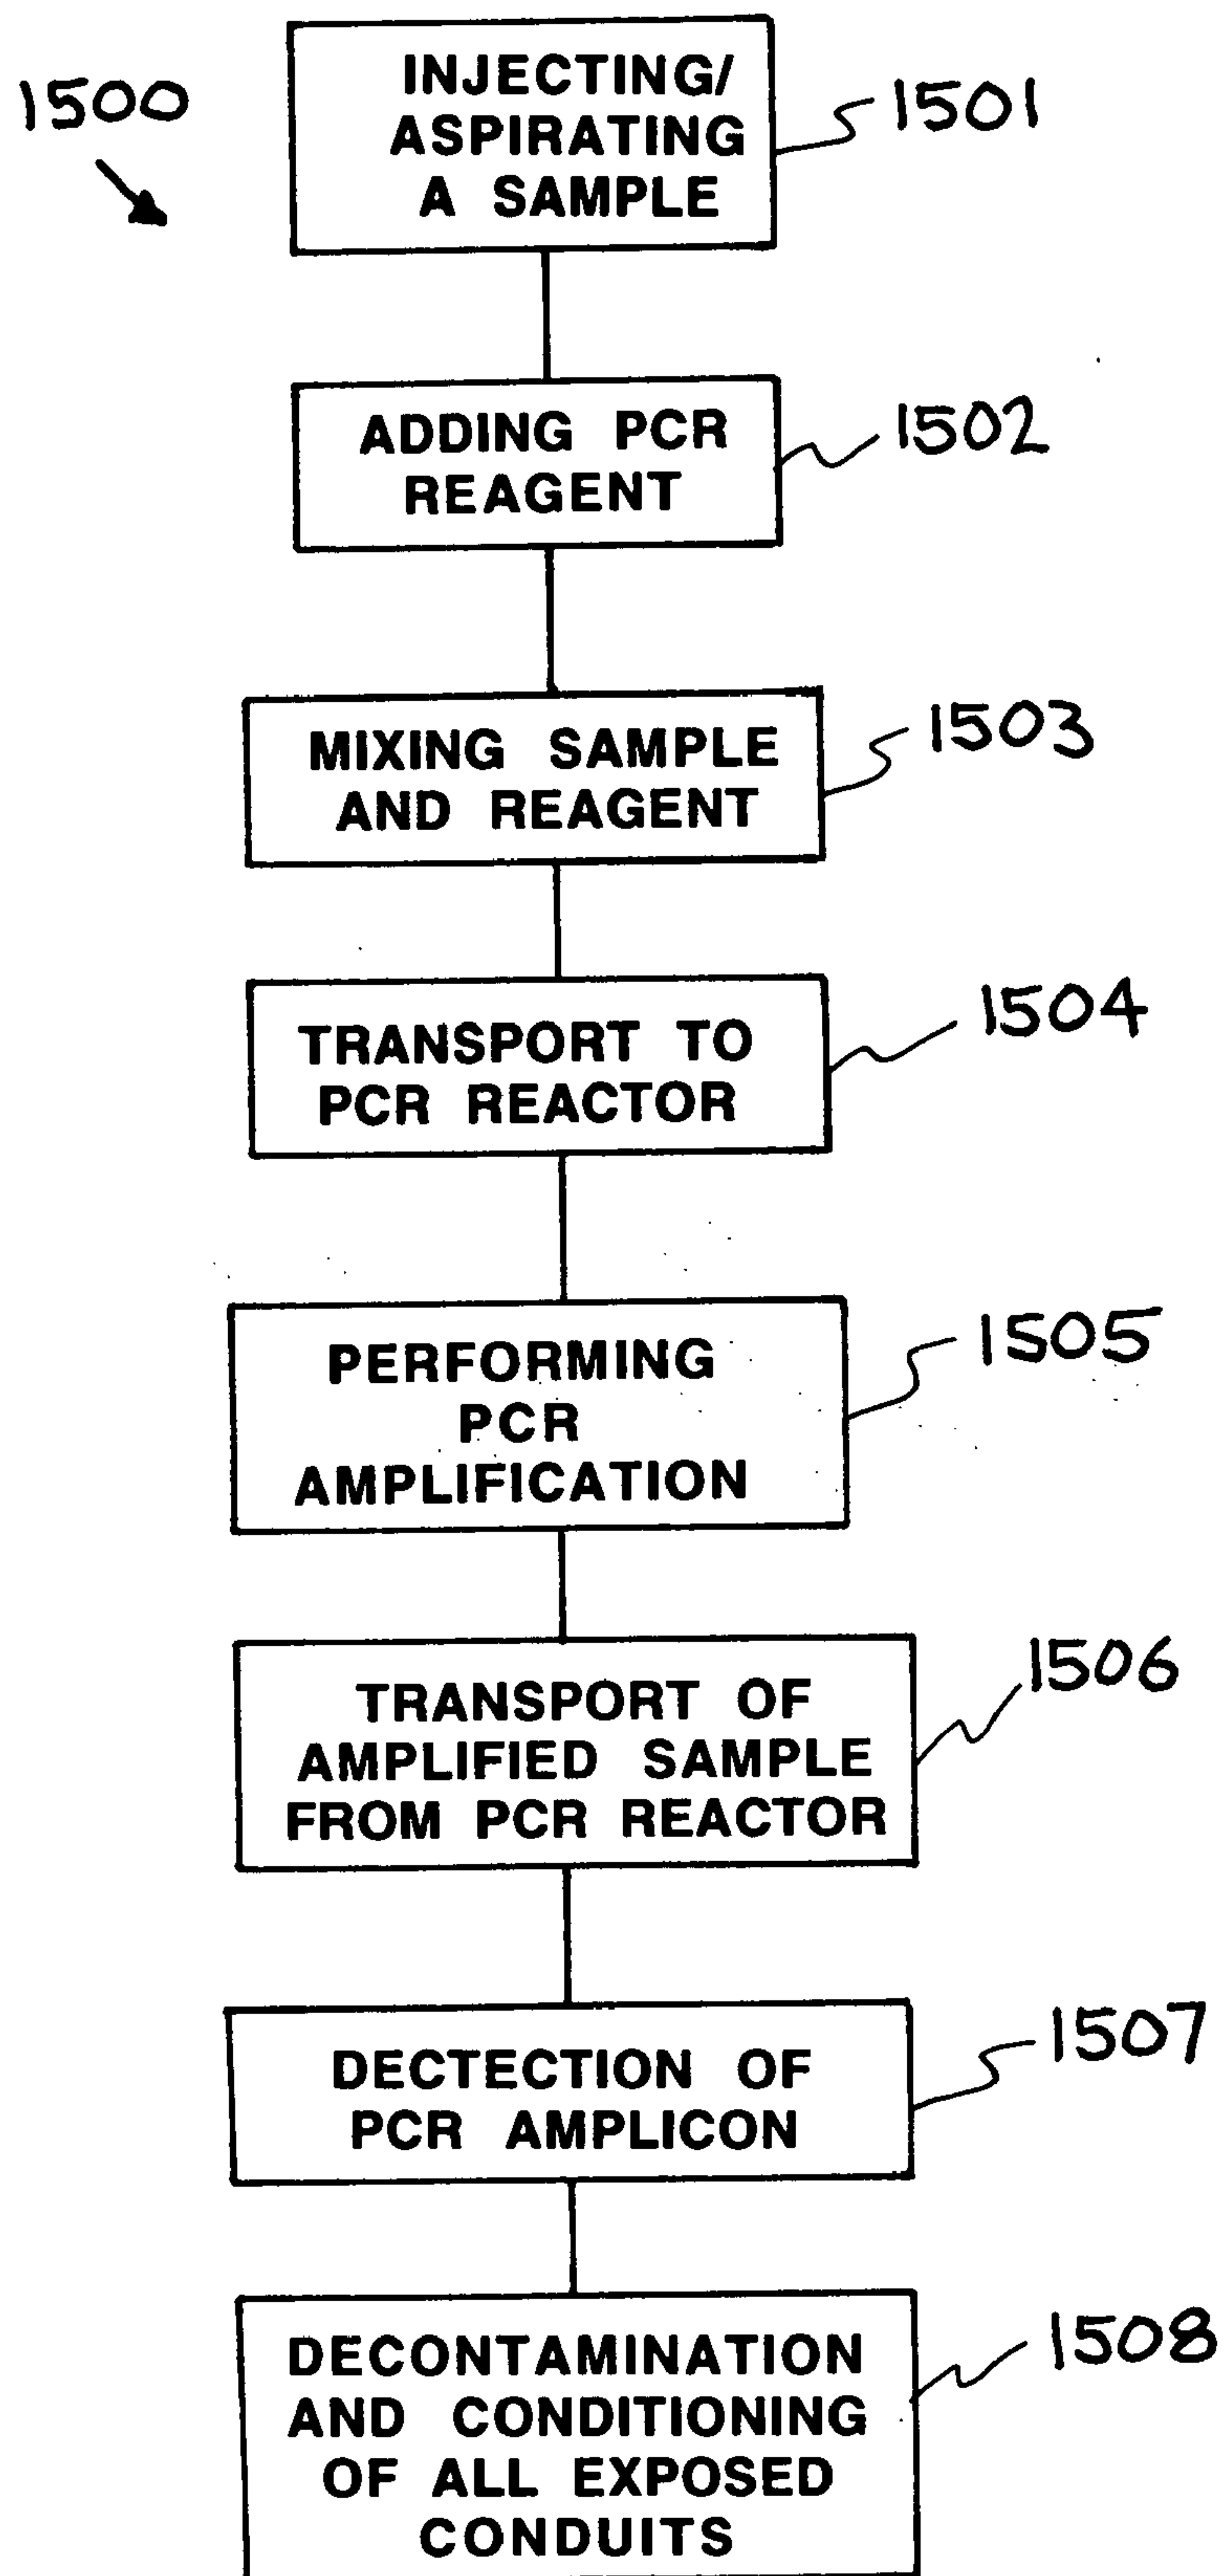 1500
INJECTING/
ASPIRATING
A SAMPLE
1501
ADDING PCR
REAGENT
1502
MIXING SAMPLE
AND REAGENT
1503
TRANSPORT TO
PCR REACTOR
1504
PERFORMING
PCR
AMPLIFICATION
1505
TRANSPORT OF
AMPLIFIED SAMPLE
FROM PCR REACTOR
1506
DECTECTION OF
PCR AMPLICON
1507
DECONTAMINATION
AND CONDITIONING
OF ALL EXPOSED
CONDUITS
1508